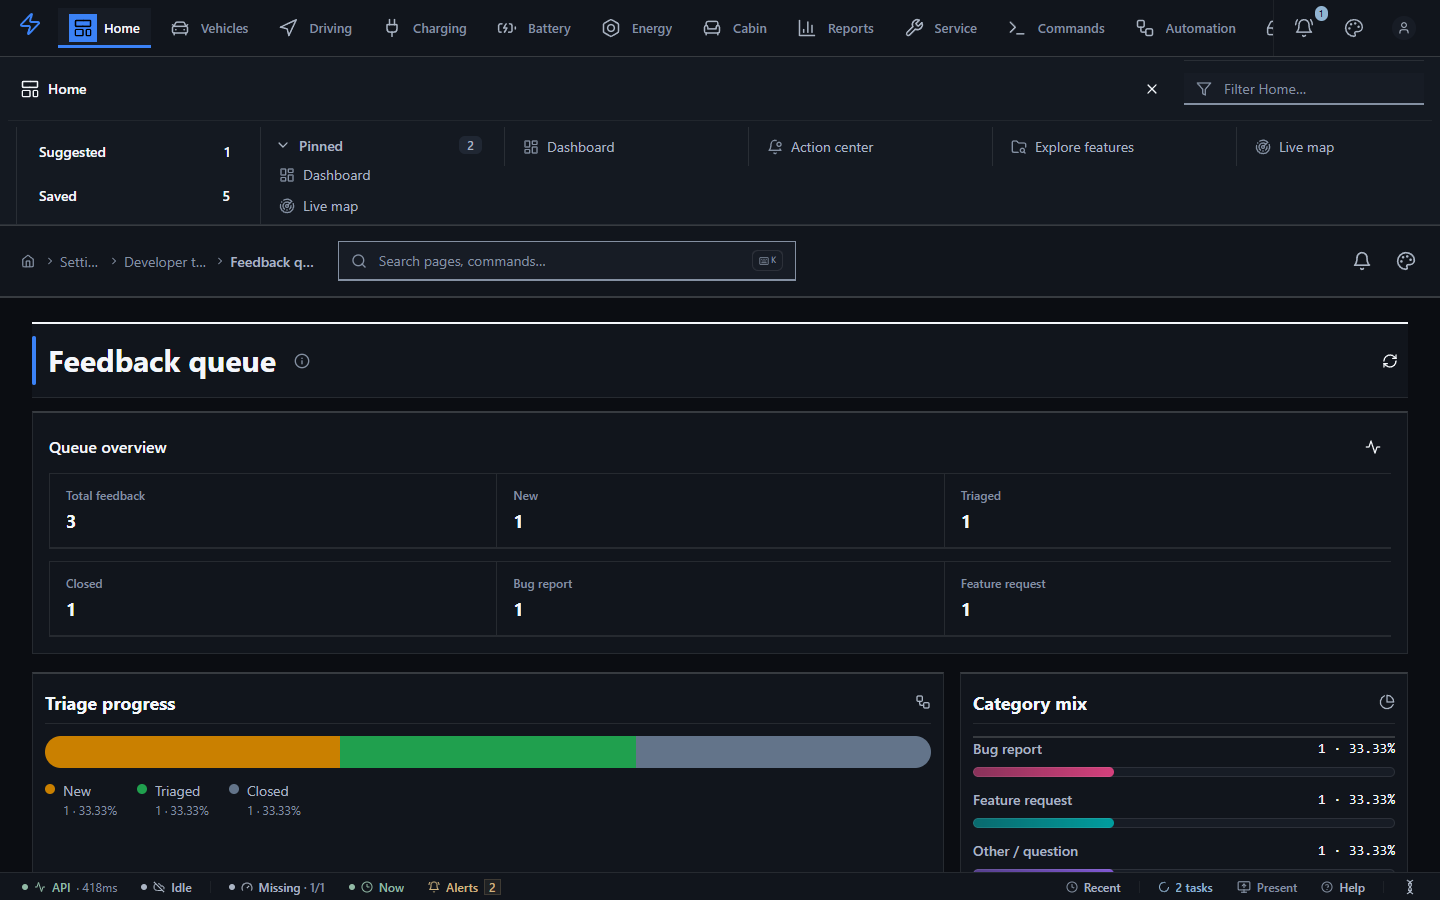 Home Vehicles Driving Charging Battery Energy Cabin Reports Service Commands Automation 1
Home Filter Home...
Suggested 1
Saved 5
Pinned 2
Dashboard
Live map
Dashboard Action center Explore features Live map
Setti... Developer t... Feedback q... Search pages, commands... K
Feedback queue
Queue overview
Total feedback New Triaged
3 1 1
Closed Bug report Feature request
1 1 1
Triage progress
New Triaged Closed
1 · 33.33% 1 · 33.33% 1 · 33.33%
Category mix
Bug report 1 · 33.33%
Feature request 1 · 33.33%
Other / question 1 · 33.33%
API · 418ms Idle Missing · 1/1 Now Alerts 2 Recent 2 tasks Present Help